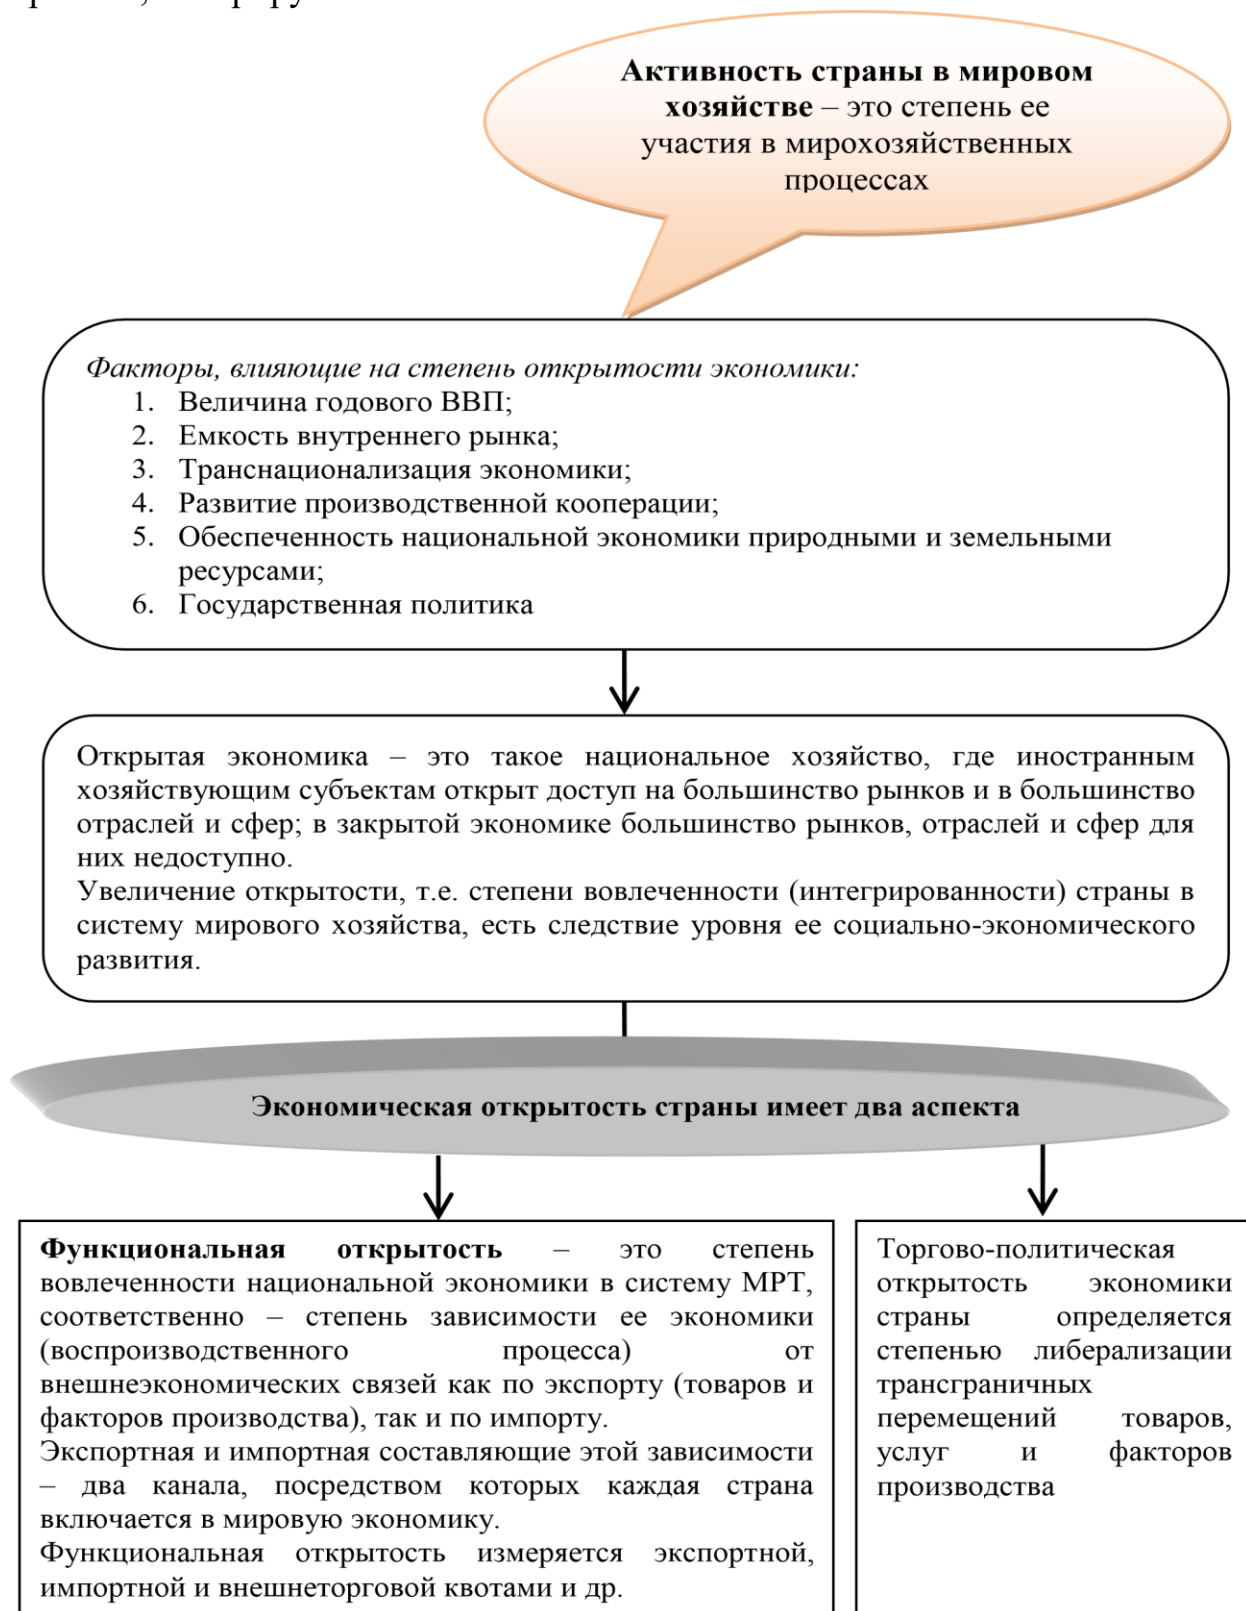 Активность страны в мировом
хозяйстве – это степень ее
участия в мирохозяйственных
процессах
Факторы, влияющие на степень открытости экономики:
1. Величина годового ВВП;
2. Емкость внутреннего рынка;
3. Транснационализация экономики;
4. Развитие производственной кооперации;
5. Обеспеченность национальной экономики природными и земельными
ресурсами;
6. Государственная политика
Открытая экономика – это такое национальное хозяйство, где иностранным
хозяйствующим субъектам открыт доступ на большинство рынков и в большинство
отраслей и сфер; в закрытой экономике большинство рынков, отраслей и сфер для
них недоступно.
Увеличение открытости, т.е. степени вовлеченности (интегрированности) страны в
систему мирового хозяйства, есть следствие уровня ее социально-экономического
развития.
Экономическая открытость страны имеет два аспекта
Функциональная открытость – это степень
вовлеченности национальной экономики в систему МРТ,
соответственно – степень зависимости ее экономики
(воспроизводственного процесса) от
внешнеэкономических связей как по экспорту (товаров и
факторов производства), так и по импорту.
Экспортная и импортная составляющие этой зависимости
– два канала, посредством которых каждая страна
включается в мировую экономику.
Функциональная открытость измеряется экспортной,
импортной и внешнеторговой квотами и др.
Торгово-политическая
открытость экономики
страны определяется
степенью либерализации
трансграничных
перемещений товаров,
услуг и факторов
производства